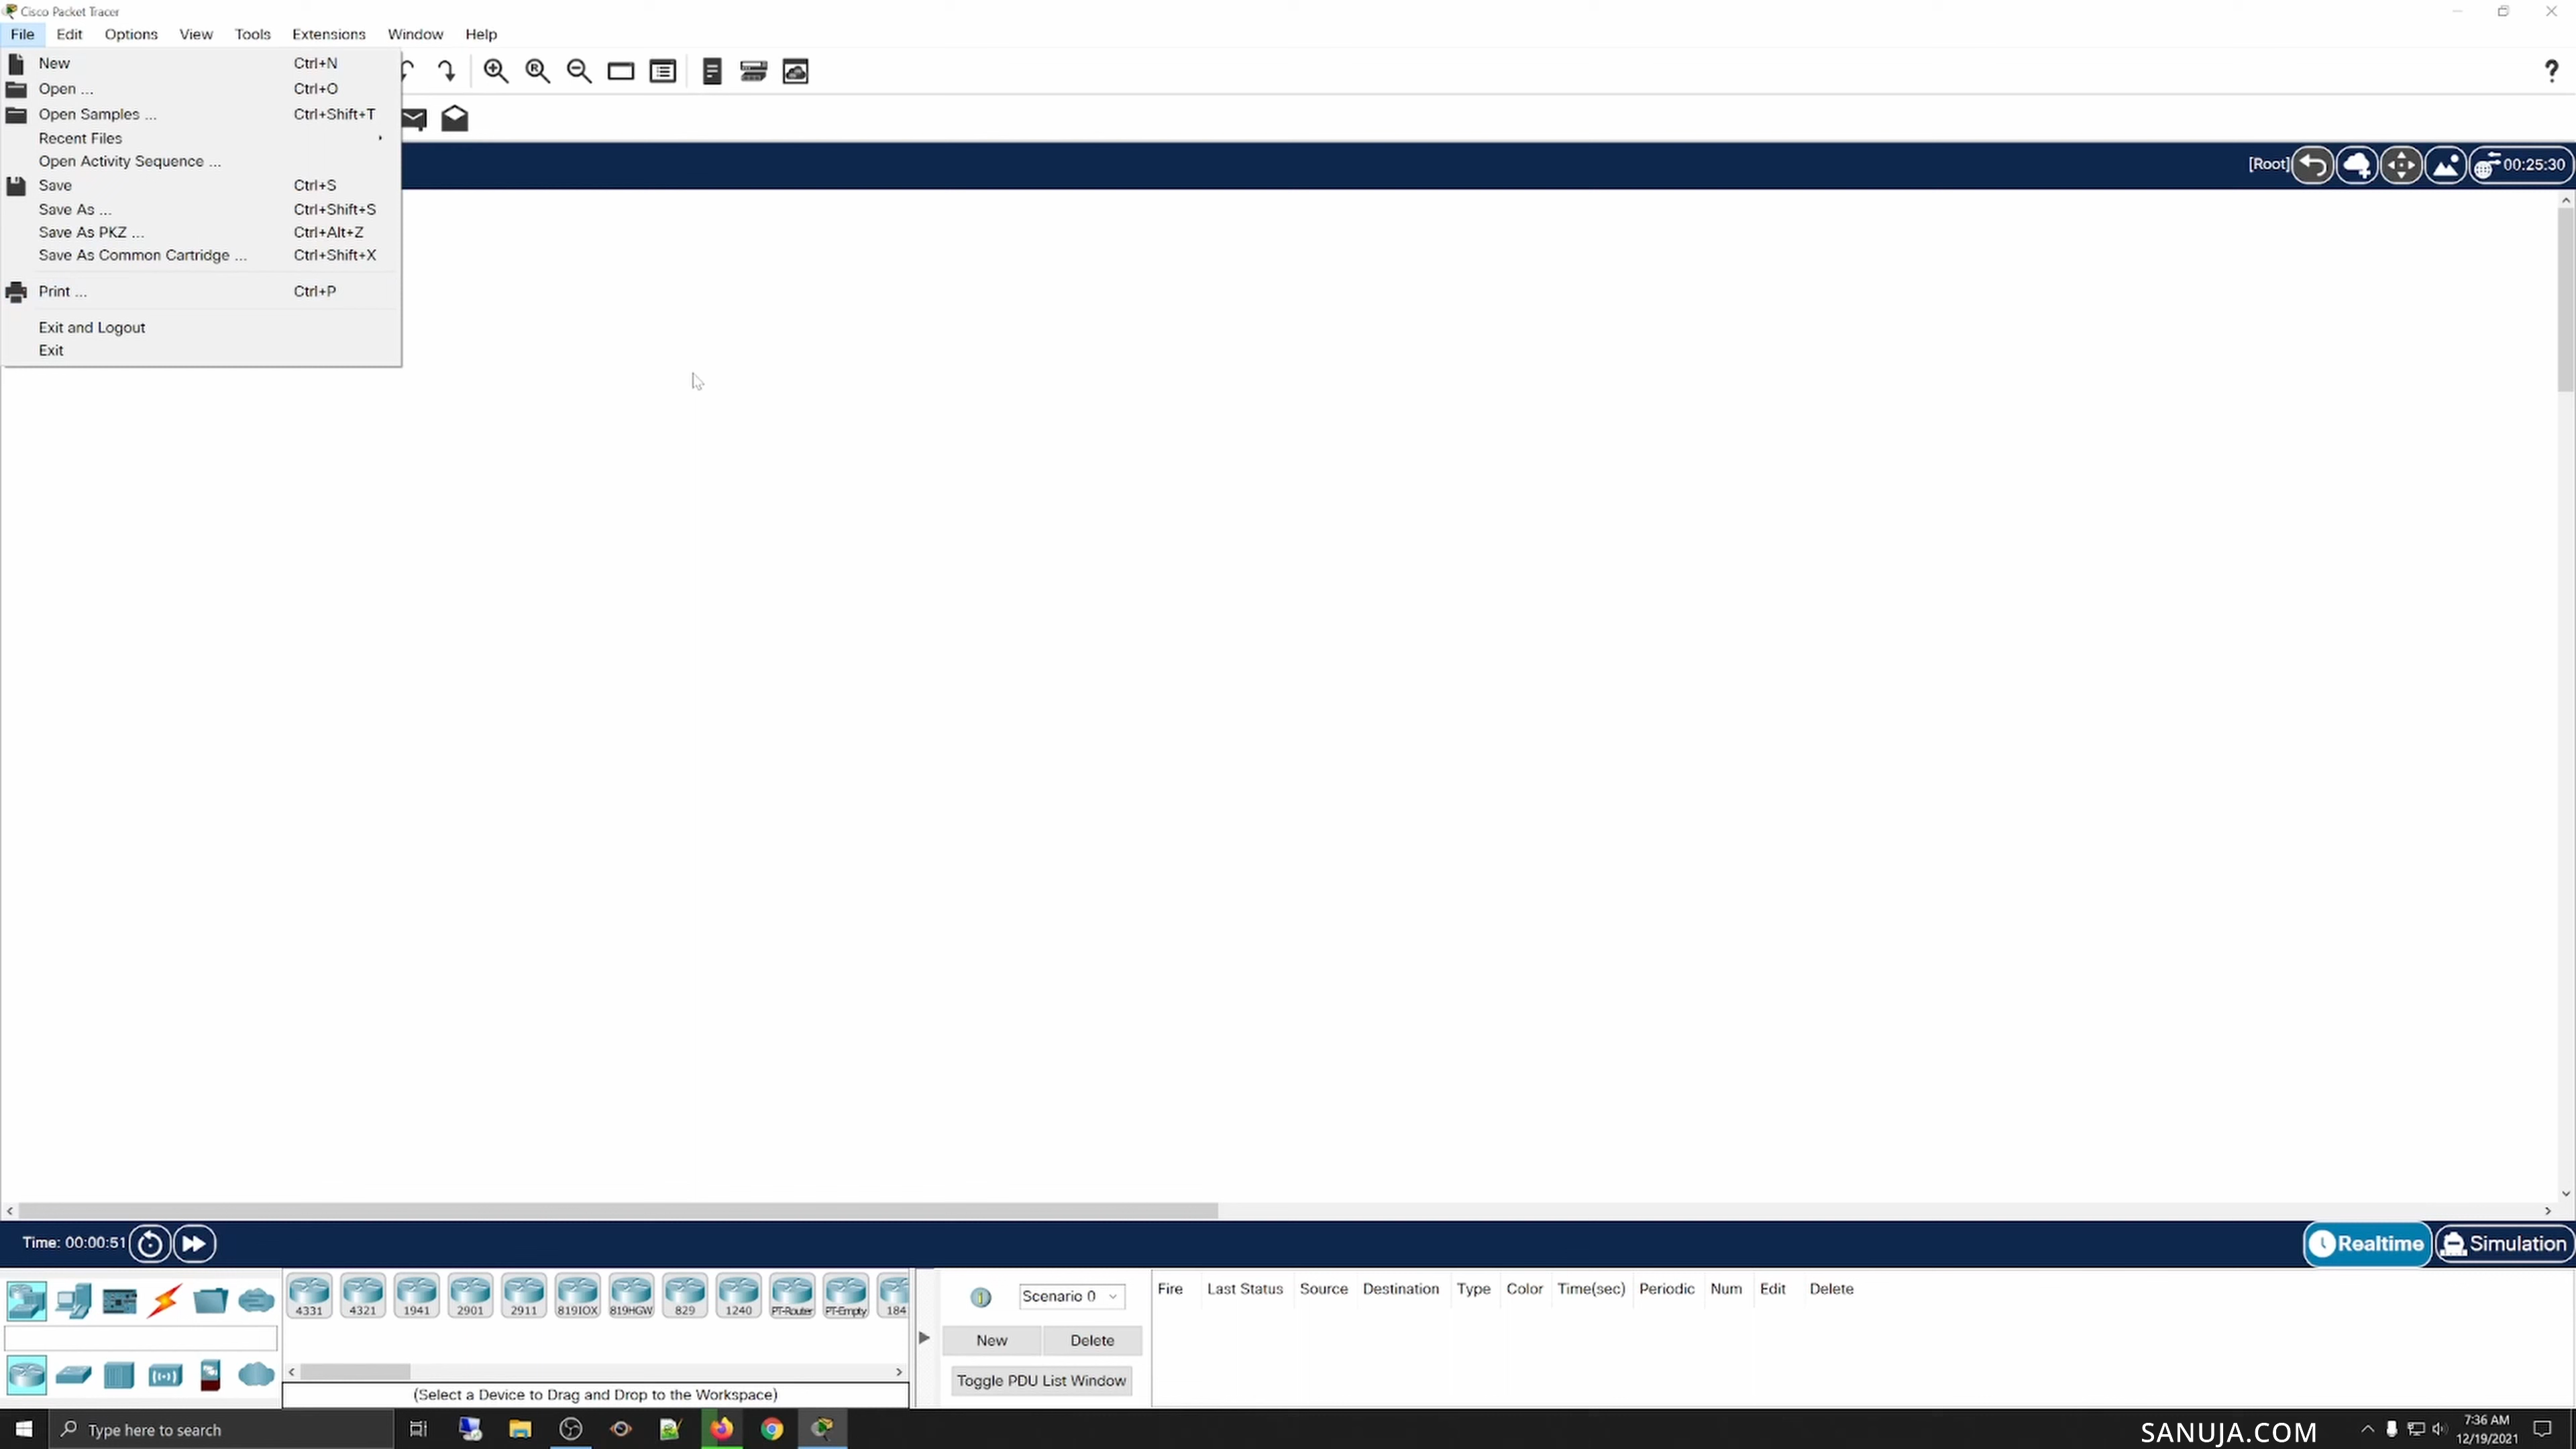 Cisco Packet Tracer
File Edit Options View Tools Extensions Window Help
New Ctrl+N
Open ... Ctrl+O
Open Samples ... Ctrl+Shift+T
Recent Files
Open Activity Sequence ...
Save Ctrl+S
Save As ... Ctrl+Shift+S
Save As PKZ ... Ctrl+Alt+Z
Save As Common Cartridge ... Ctrl+Shift+X
Print ... Ctrl+P
Exit and Logout
Exit
[Root] 00:25:30
Time: 00:00:51
Realtime Simulation
4331 4321 1941 2901 2911 819IOX 819HGW 829 1240 PT-Router PT-Empty 184
(Select a Device to Drag and Drop to the Workspace)
Scenario 0
New Delete
Toggle PDU List Window
Fire Last Status Source Destination Type Color Time(sec) Periodic Num Edit Delete
Type here to search
SANUJA.COM
7:36 AM
12/19/2021